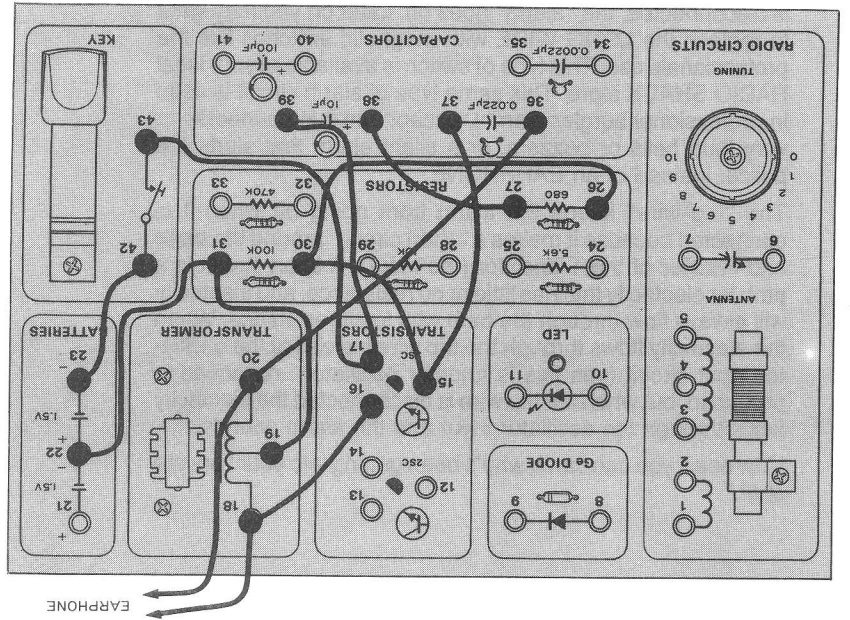 EARPHONE
1
2
3
4
5
ANTENNA
6 7
0 1 2 3 4 5 6 7 8 9 10
TUNING
RADIO CIRCUITS
8 9
Ge DIODE
10 11
LED
12 13
14
2SC
15 16
17
2SC
TRANSISTORS
18
19
20
TRANSFORMER
+
21
1.5V
-
22
+
1.5V
-
23
BATTERIES
24 5.6K 25
26 680 27
28 10K 29
30 100K 31
32 470K 33
RESISTORS
34 0.0022µF 35
36 0.022µF 37
38 + 10µF 39
40 + 100µF 41
CAPACITORS
42
43
KEY